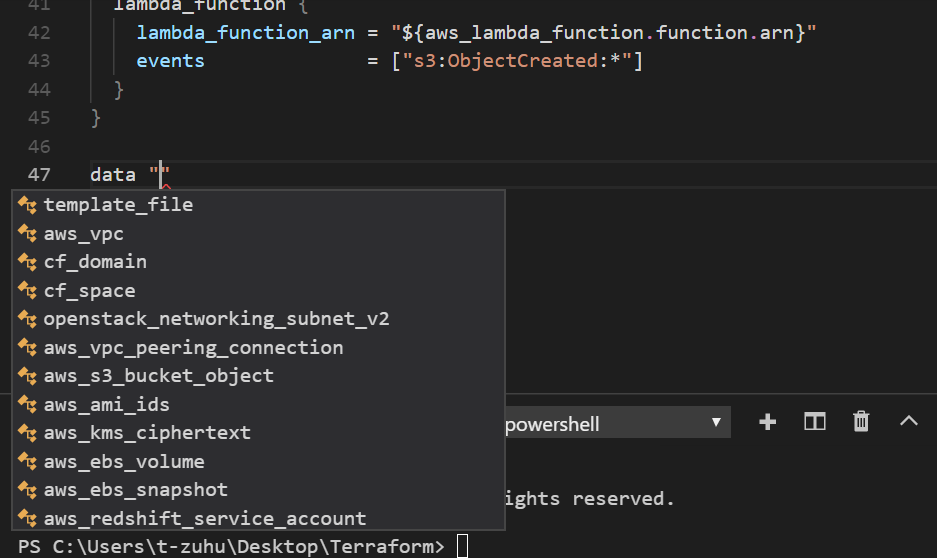 41 lambda_function {
42 lambda_function_arn = "${aws_lambda_function.function.arn}"
43 events = ["s3:ObjectCreated:*"]
44 }
45 }
46
47 data ""
template_file
aws_vpc
cf_domain
cf_space
openstack_networking_subnet_v2
aws_vpc_peering_connection
aws_s3_bucket_object
aws_ami_ids
aws_kms_ciphertext
aws_ebs_volume
aws_ebs_snapshot
aws_redshift_service_account
powershell
ights reserved.
PS C:\Users\t-zuhu\Desktop\Terraform>